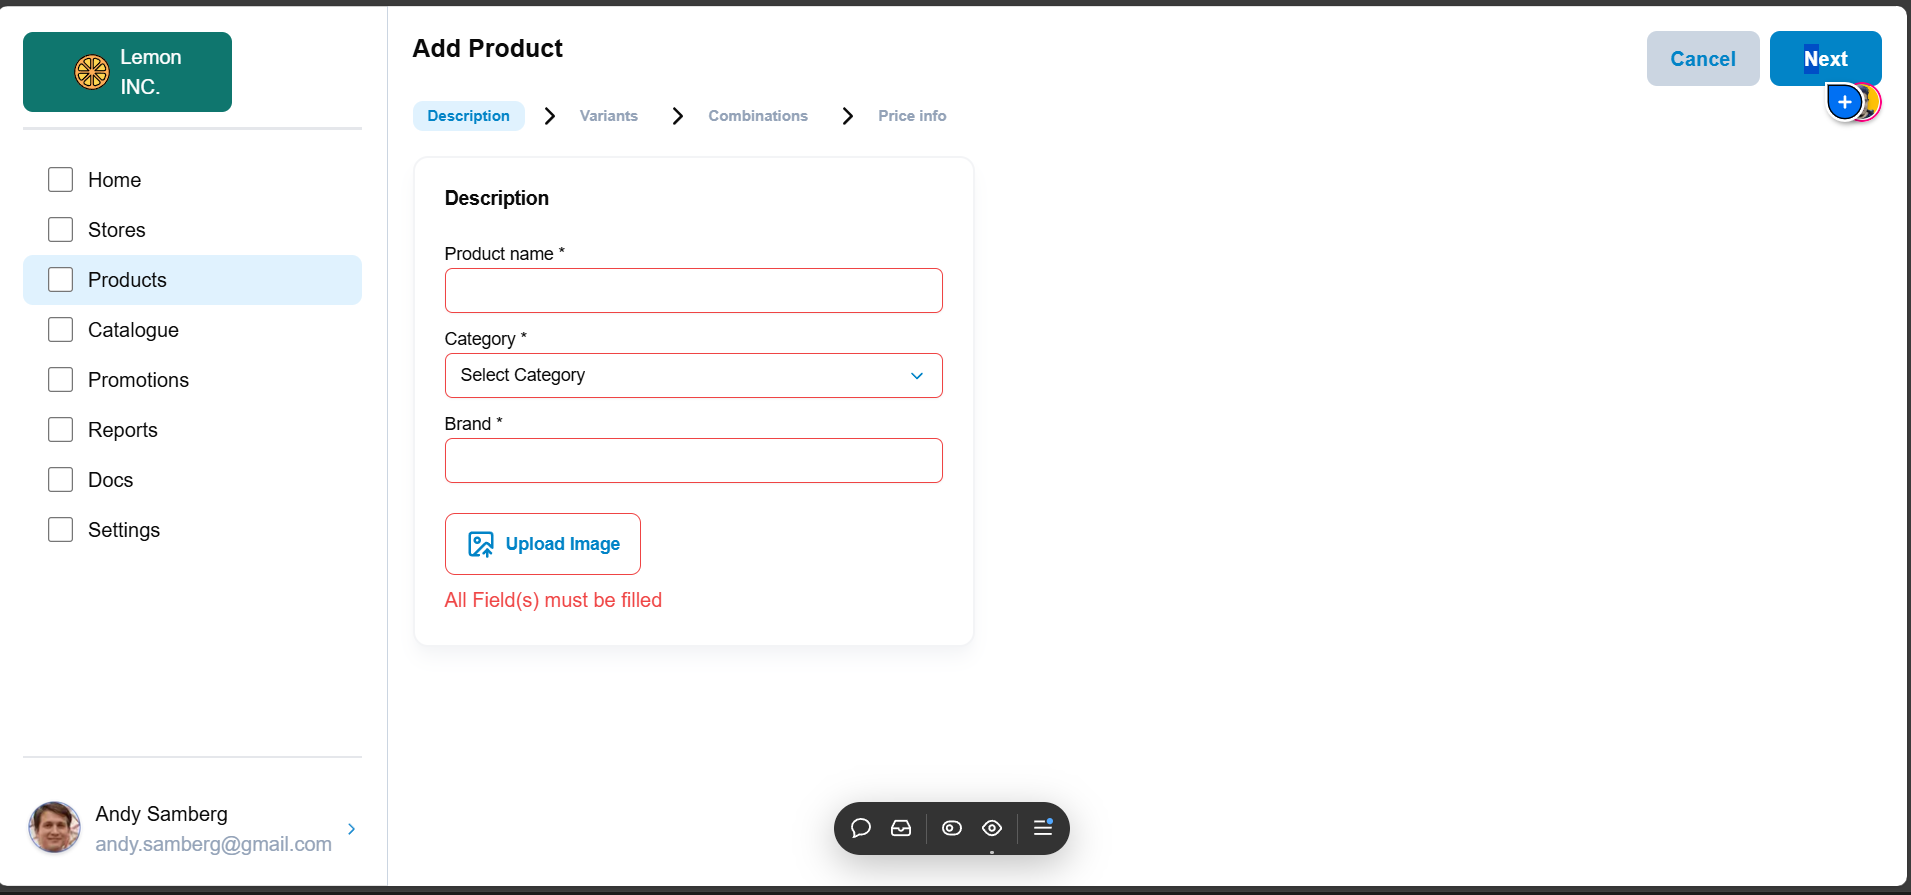 Lemon
INC.
Home
Stores
Products
Catalogue
Promotions
Reports
Docs
Settings
Andy Samberg
andy.samberg@gmail.com
Add Product
Cancel
Next
Description
Variants
Combinations
Price info
Description
Product name *
Category *
Select Category
Brand *
Upload Image
All Field(s) must be filled